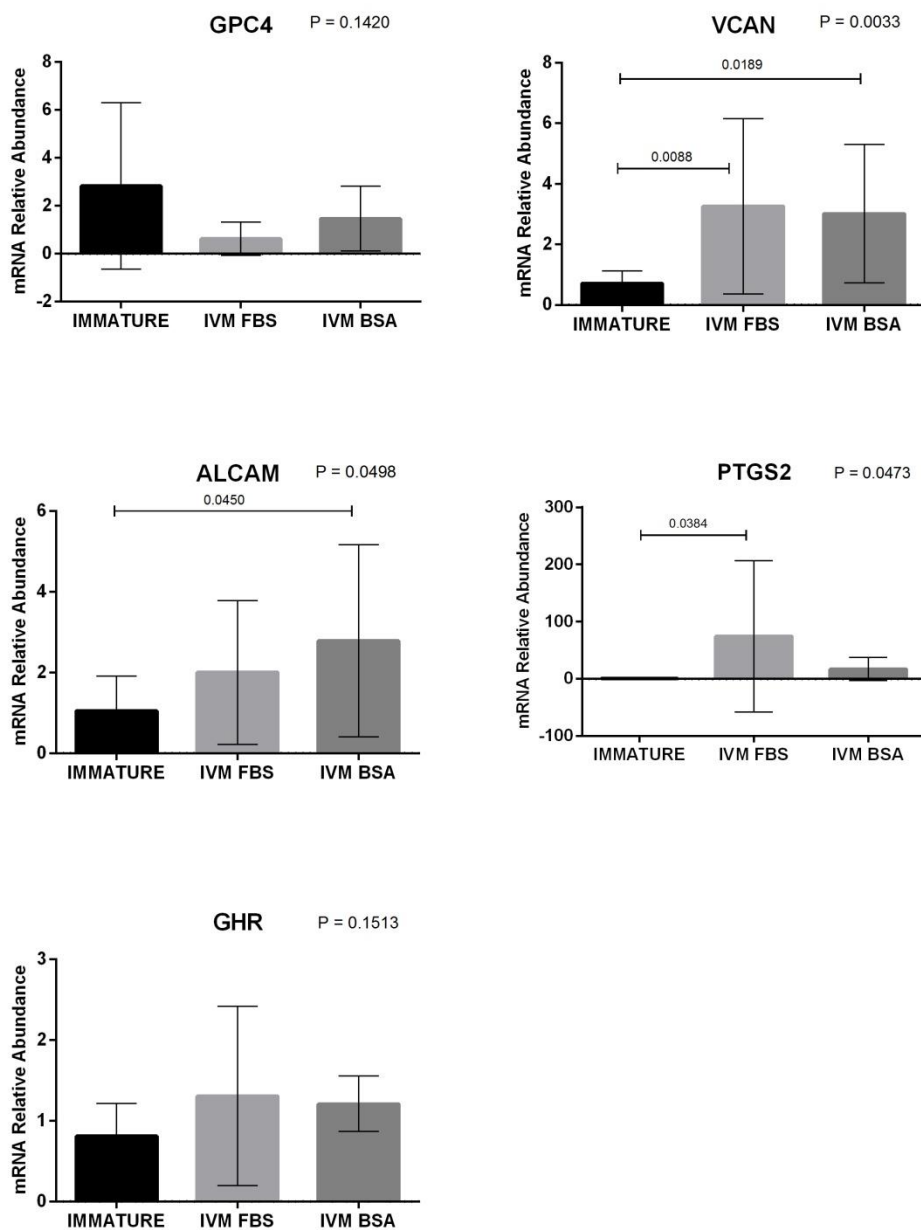 GPC4 P = 0.1420
mRNA Relative Abundance
8
6
4
2
0
-2
IMMATURE IVM FBS IVM BSA
VCAN P = 0.0033
mRNA Relative Abundance
8
6
4
2
0
0.0189
0.0088
IMMATURE IVM FBS IVM BSA
ALCAM P = 0.0498
mRNA Relative Abundance
6
4
2
0
0.0450
IMMATURE IVM FBS IVM BSA
PTGS2 P = 0.0473
mRNA Relative Abundance
300
200
100
0
-100
0.0384
IMMATURE IVM FBS IVM BSA
GHR P = 0.1513
mRNA Relative Abundance
3
2
1
0
IMMATURE IVM FBS IVM BSA